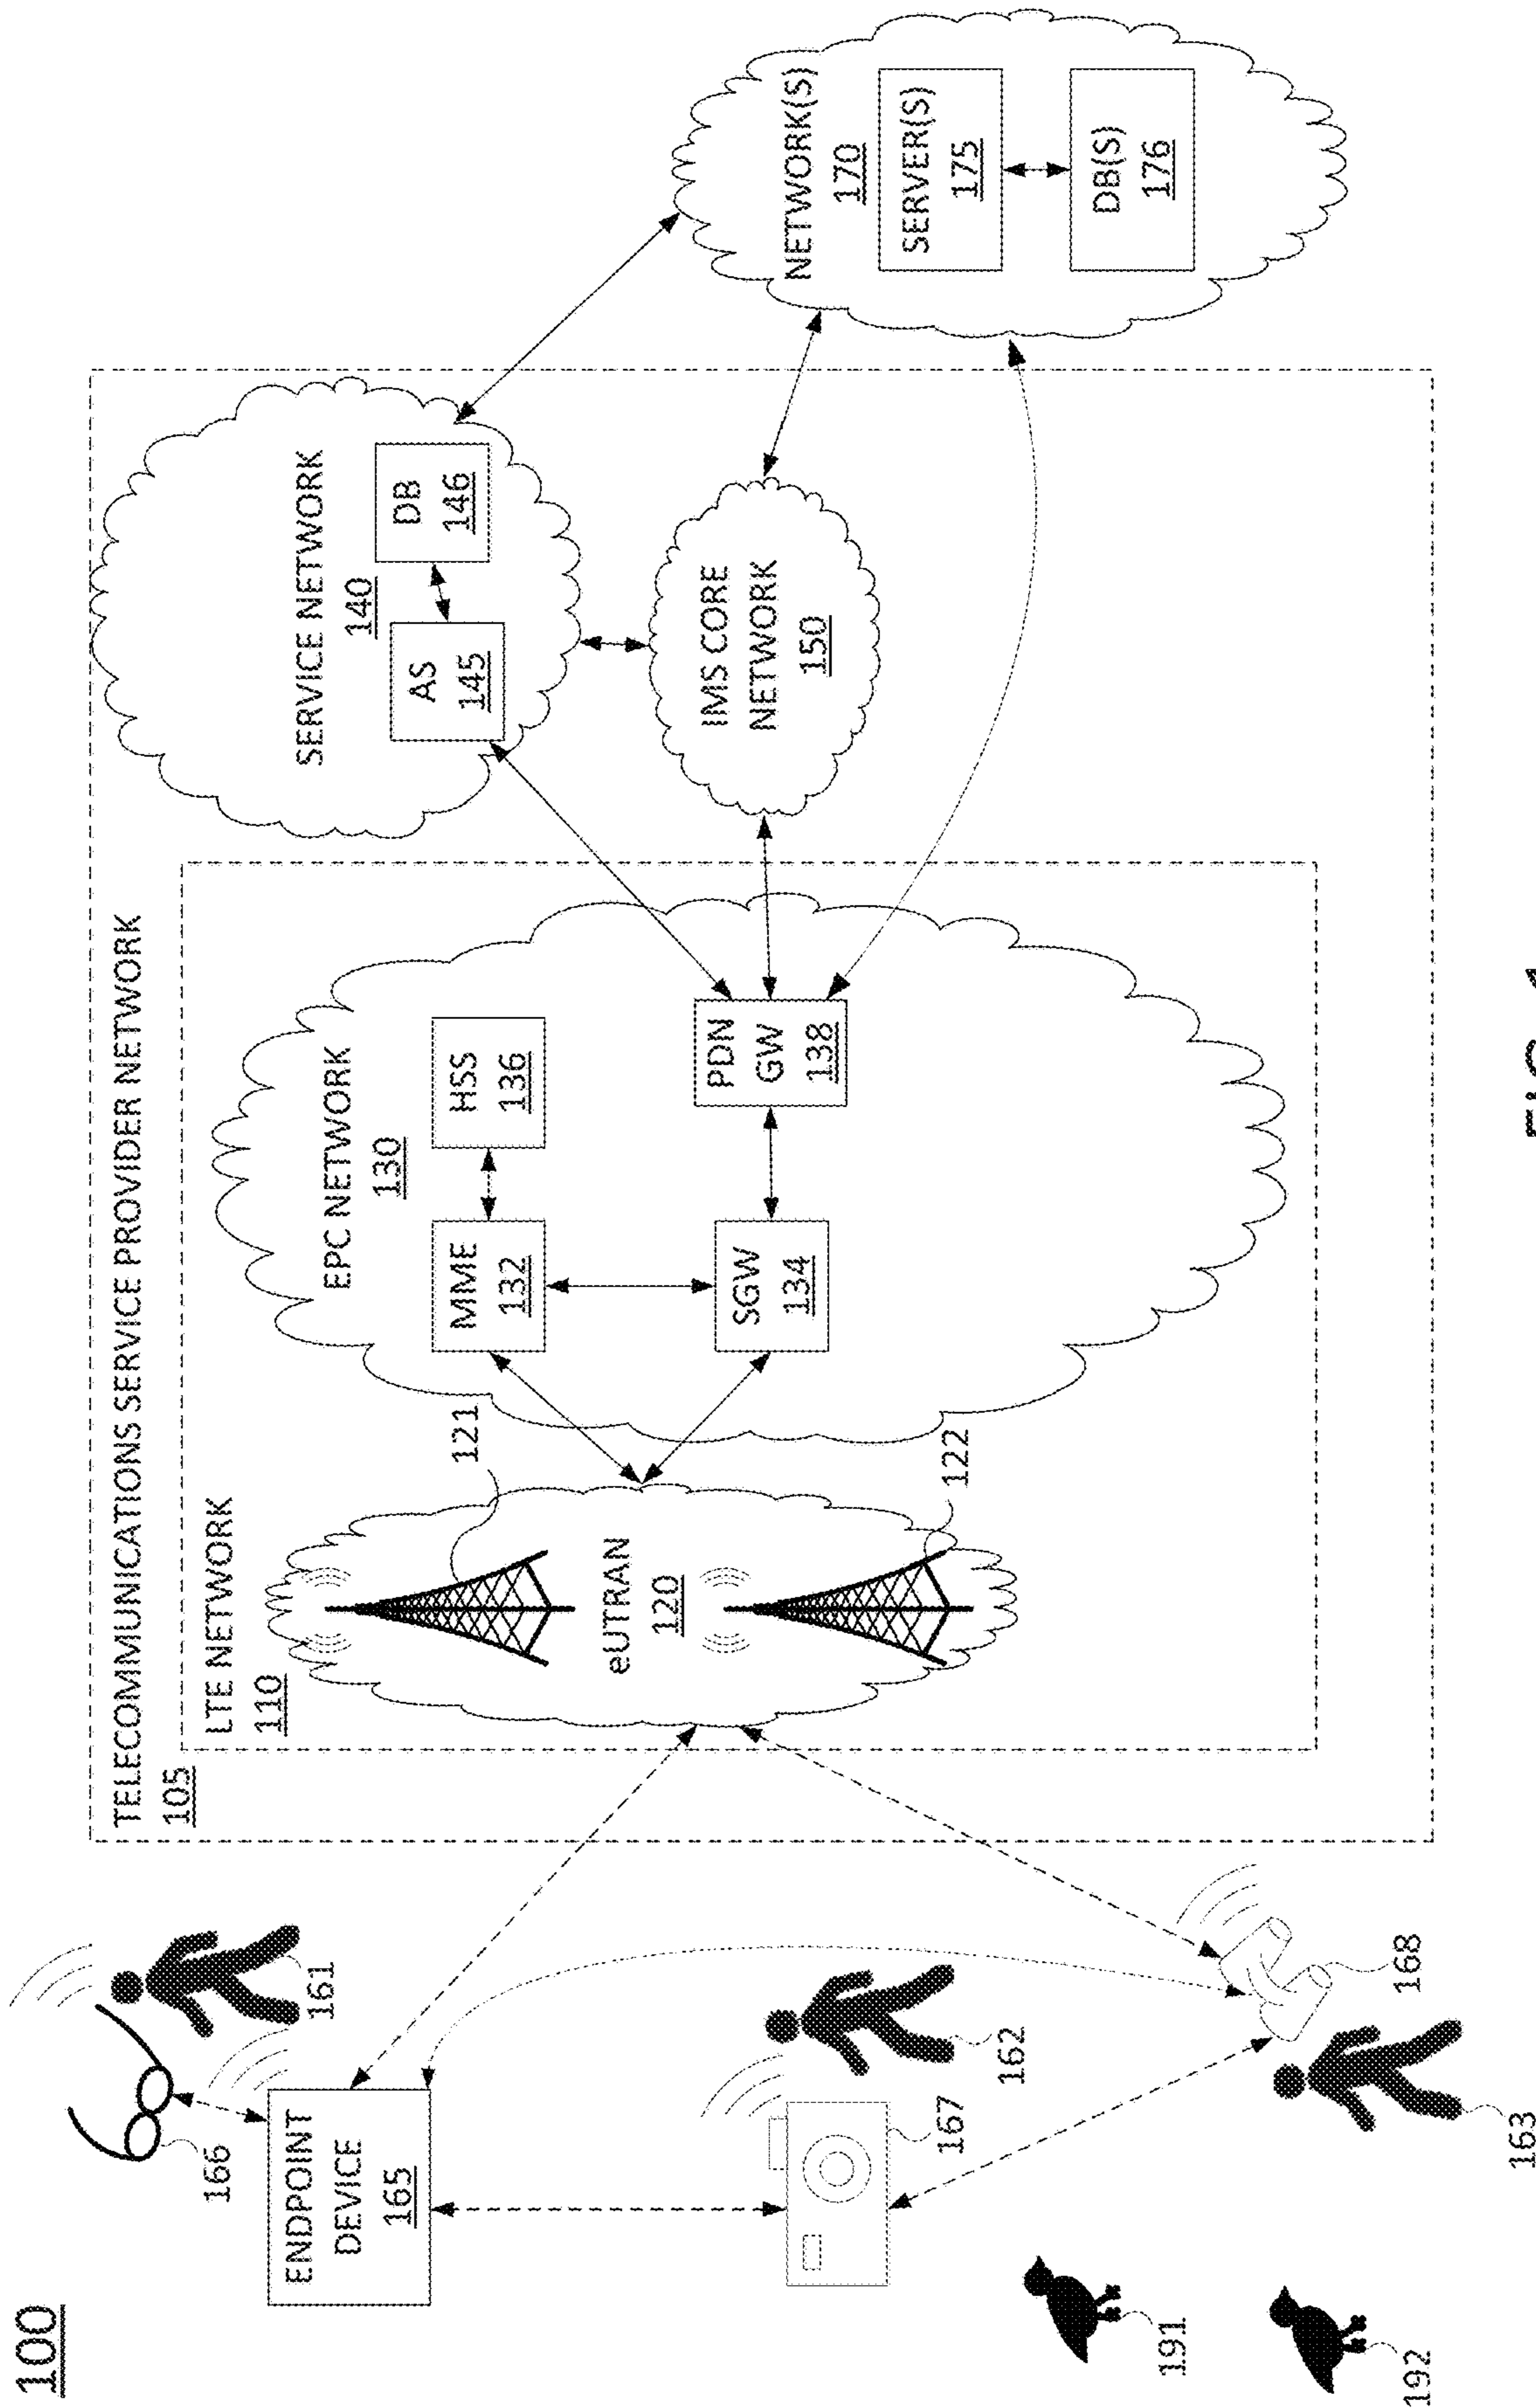 100
TELECOMMUNICATIONS SERVICE PROVIDER NETWORK
105
LTE NETWORK
110
EPC NETWORK
130
SERVICE NETWORK
140
166
161
ENDPOINT
DEVICE
165
121
MME
132
HSS
136
AS
145
DB
146
eUTRAN
120
SGW
134
PDN
GW
138
IMS CORE
NETWORK
150
NETWORK(S)
170
SERVER(S)
175
DB(S)
176
167
162
122
191
192
163
168